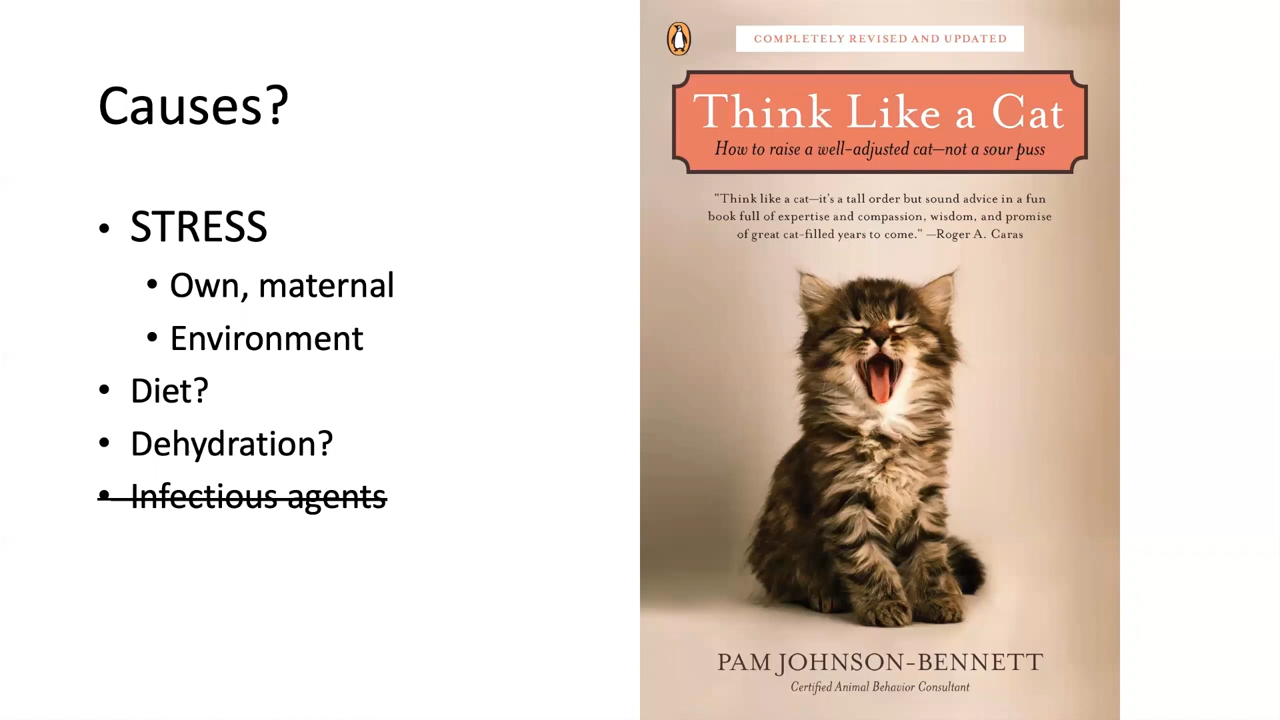 Causes?
• STRESS
• Own, maternal
• Environment
• Diet?
• Dehydration?
• Infectious agents
COMPLETELY REVISED AND UPDATED
Think Like a Cat
How to raise a well-adjusted cat—not a sour puss
"Think like a cat—it's a tall order but sound advice in a fun
book full of expertise and compassion, wisdom, and promise
of great cat-filled years to come." —Roger A. Caras
PAM JOHNSON-BENNETT
Certified Animal Behavior Consultant